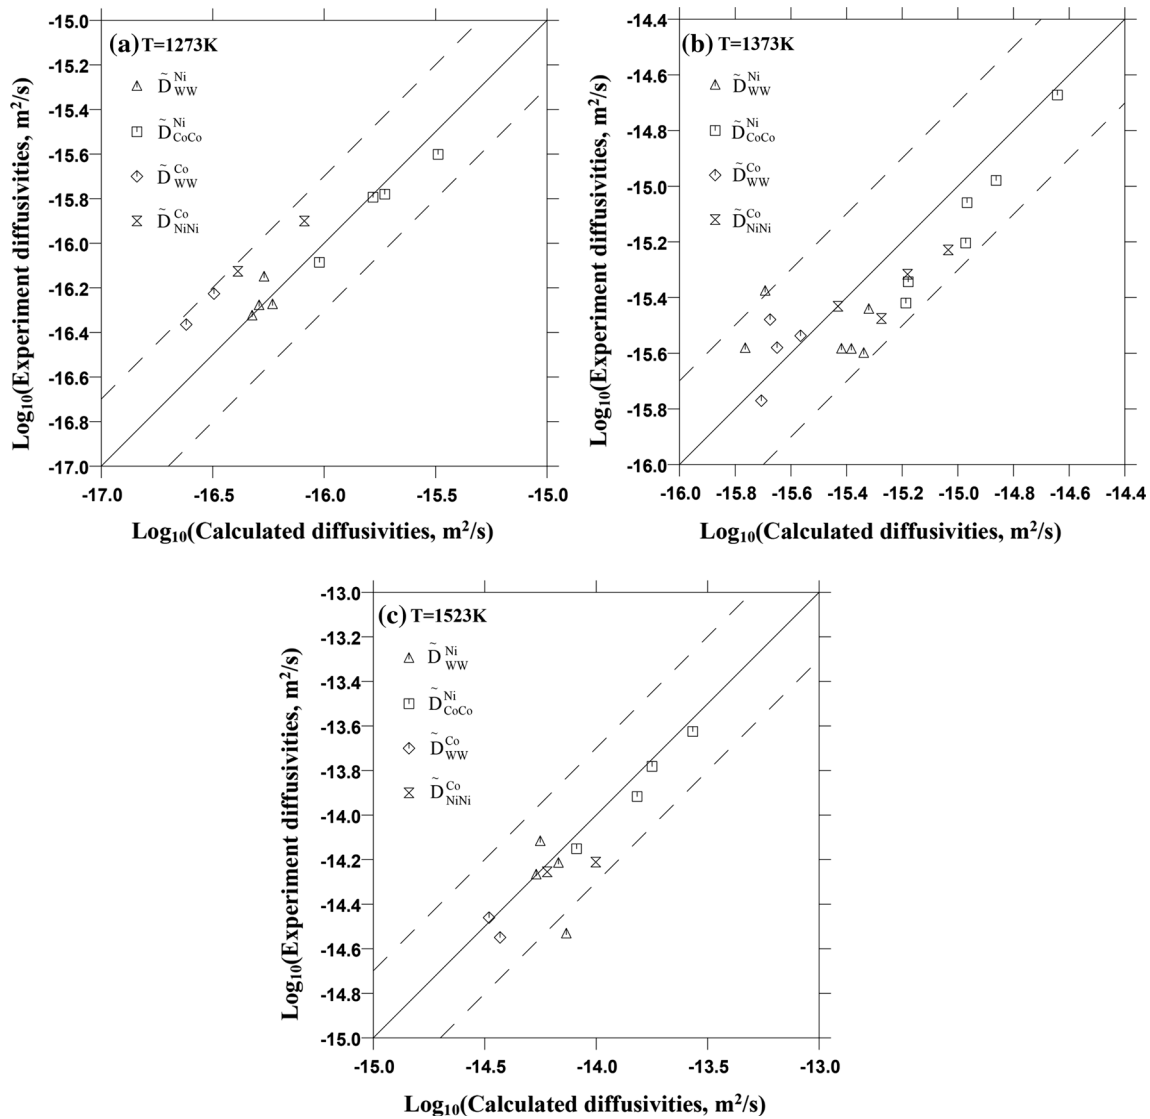 (a) T=1273K
D̃ᴺⁱ_WW
D̃ᴺⁱ_CoCo
D̃ᶜᵒ_WW
D̃ᶜᵒ_NiNi
Log₁₀(Experiment diffusivities, m²/s)
-15.0
-15.2
-15.4
-15.6
-15.8
-16.0
-16.2
-16.4
-16.6
-16.8
-17.0
-17.0 -16.5 -16.0 -15.5 -15.0
Log₁₀(Calculated diffusivities, m²/s)
(b) T=1373K
D̃ᴺⁱ_WW
D̃ᴺⁱ_CoCo
D̃ᶜᵒ_WW
D̃ᶜᵒ_NiNi
Log₁₀(Experiment diffusivities, m²/s)
-14.4
-14.6
-14.8
-15.0
-15.2
-15.4
-15.6
-15.8
-16.0
-16.0 -15.8 -15.6 -15.4 -15.2 -15.0 -14.8 -14.6 -14.4
Log₁₀(Calculated diffusivities, m²/s)
(c) T=1523K
D̃ᴺⁱ_WW
D̃ᴺⁱ_CoCo
D̃ᶜᵒ_WW
D̃ᶜᵒ_NiNi
Log₁₀(Experiment diffusivities, m²/s)
-13.0
-13.2
-13.4
-13.6
-13.8
-14.0
-14.2
-14.4
-14.6
-14.8
-15.0
-15.0 -14.5 -14.0 -13.5 -13.0
Log₁₀(Calculated diffusivities, m²/s)